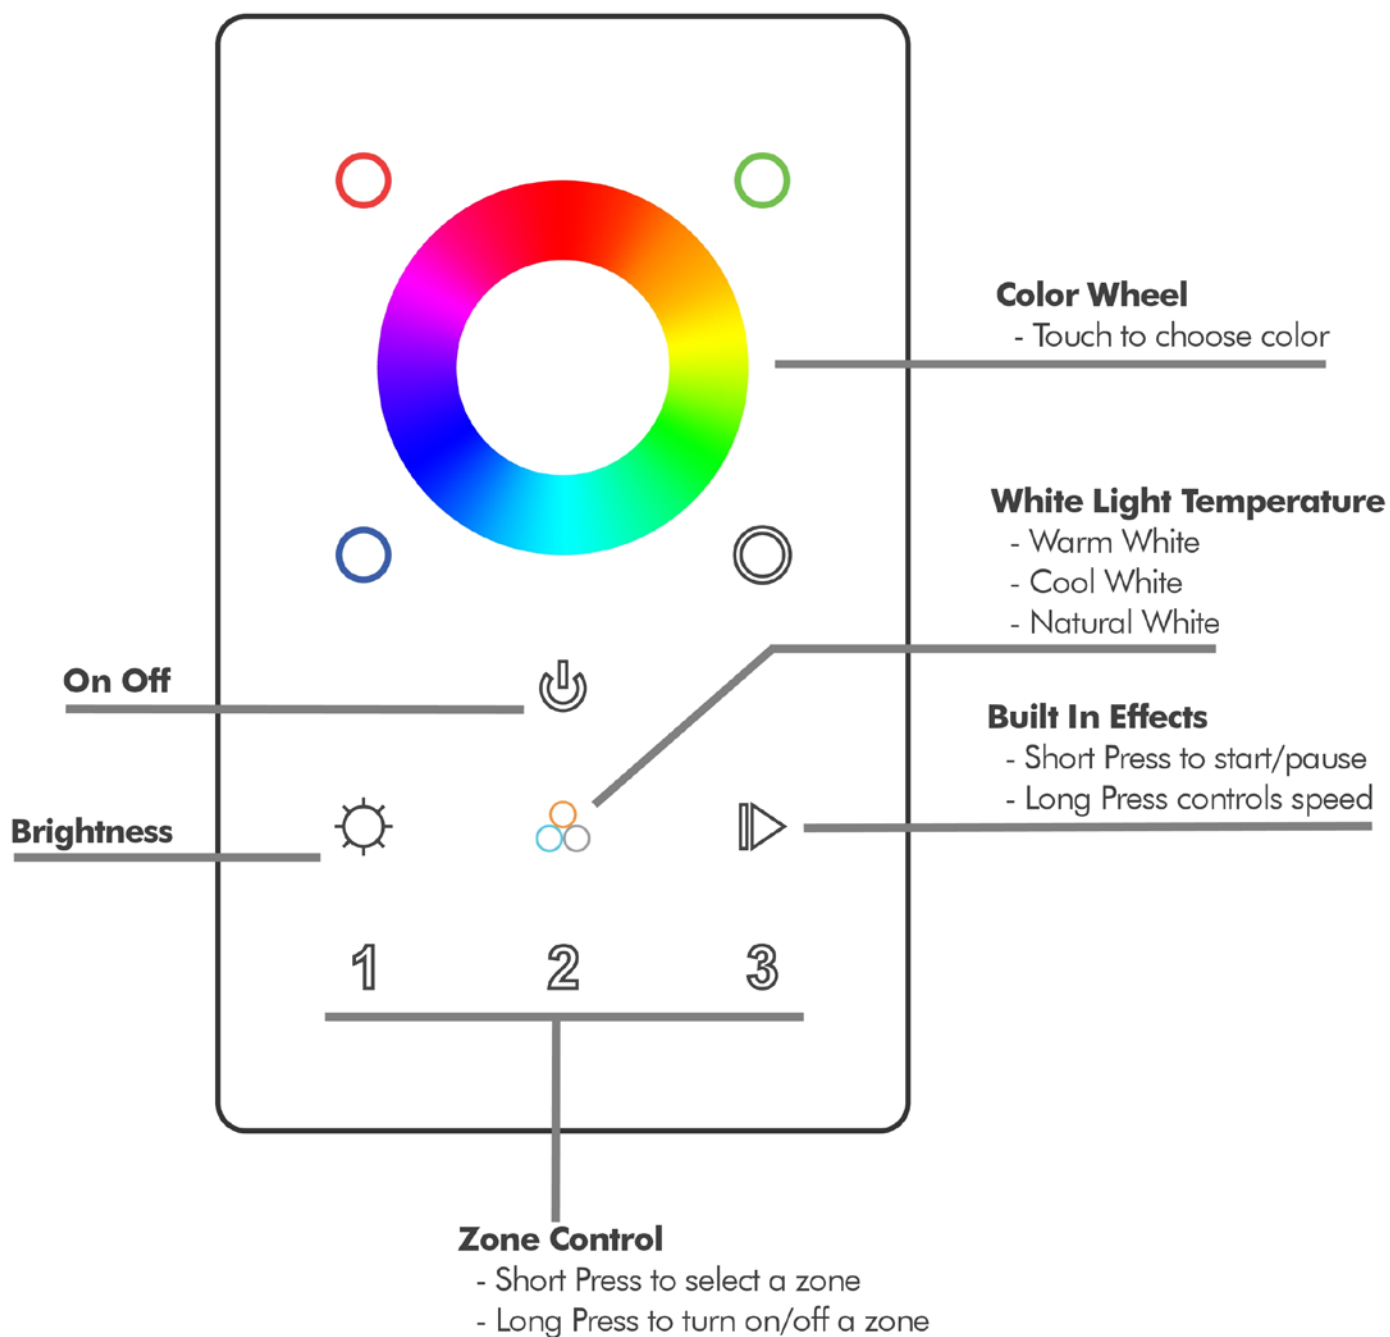 Color Wheel
- Touch to choose color
White Light Temperature
- Warm White
- Cool White
- Natural White
On Off
Built In Effects
- Short Press to start/pause
- Long Press controls speed
Brightness
1 2 3
Zone Control
- Short Press to select a zone
- Long Press to turn on/off a zone